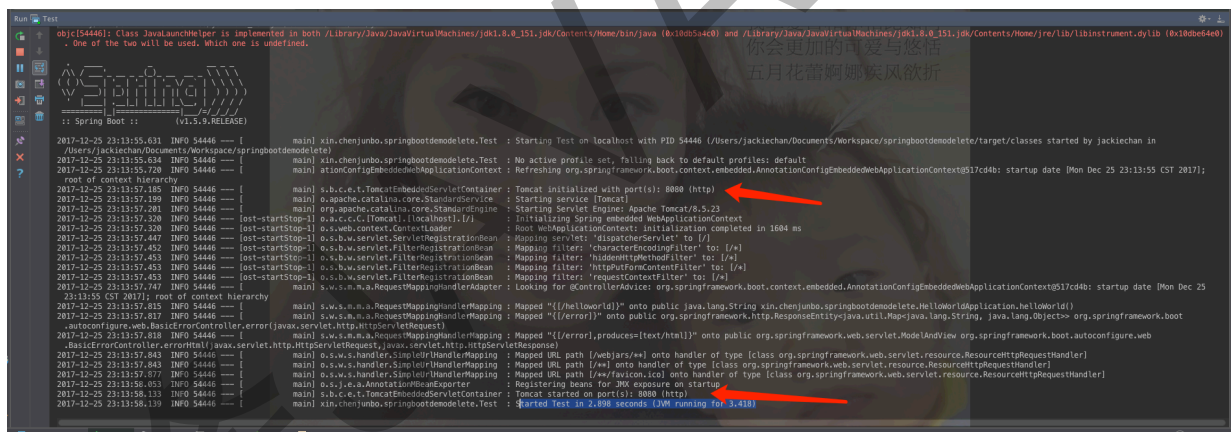 Run Test
objc[54446]: Class JavaLaunchHelper is implemented in both /Library/Java/JavaVirtualMachines/jdk1.8.0_151.jdk/Contents/Home/bin/java (0x10db5a4c0) and /Library/Java/JavaVirtualMachines/jdk1.8.0_151.jdk/Contents/Home/jre/lib/libinstrument.dylib (0x10dbe64e0)
. One of the two will be used. Which one is undefined.
你会更加的可爱与悠恬
五月花蕾婀娜疾风欲折
:: Spring Boot :: (v1.5.9.RELEASE)
2017-12-25 23:13:55.631 INFO 54446 --- [ main] xin.chenjunbo.springbootdemodelete.Test : Starting Test on localhost with PID 54446 (/Users/jackiechan/Documents/Workspace/springbootdemodelete/target/classes started by jackiechan in
/Users/jackiechan/Documents/Workspace/springbootdemodelete)
2017-12-25 23:13:55.634 INFO 54446 --- [ main] xin.chenjunbo.springbootdemodelete.Test : No active profile set, falling back to default profiles: default
2017-12-25 23:13:55.720 INFO 54446 --- [ main] ationConfigEmbeddedWebApplicationContext : Refreshing org.springframework.boot.context.embedded.AnnotationConfigEmbeddedWebApplicationContext@517cd4b: startup date [Mon Dec 25 23:13:55 CST 2017];
root of context hierarchy
2017-12-25 23:13:57.185 INFO 54446 --- [ main] s.b.c.e.t.TomcatEmbeddedServletContainer : Tomcat initialized with port(s): 8080 (http)
2017-12-25 23:13:57.199 INFO 54446 --- [ main] o.apache.catalina.core.StandardService : Starting service [Tomcat]
2017-12-25 23:13:57.201 INFO 54446 --- [ main] org.apache.catalina.core.StandardEngine : Starting Servlet Engine: Apache Tomcat/8.5.23
2017-12-25 23:13:57.320 INFO 54446 --- [ost-startStop-1] o.a.c.c.C.[Tomcat].[localhost].[/] : Initializing Spring embedded WebApplicationContext
2017-12-25 23:13:57.320 INFO 54446 --- [ost-startStop-1] o.s.web.context.ContextLoader : Root WebApplicationContext: initialization completed in 1604 ms
2017-12-25 23:13:57.447 INFO 54446 --- [ost-startStop-1] o.s.b.w.servlet.ServletRegistrationBean : Mapping servlet: 'dispatcherServlet' to [/]
2017-12-25 23:13:57.452 INFO 54446 --- [ost-startStop-1] o.s.b.w.servlet.FilterRegistrationBean : Mapping filter: 'characterEncodingFilter' to: [/*]
2017-12-25 23:13:57.453 INFO 54446 --- [ost-startStop-1] o.s.b.w.servlet.FilterRegistrationBean : Mapping filter: 'hiddenHttpMethodFilter' to: [/*]
2017-12-25 23:13:57.453 INFO 54446 --- [ost-startStop-1] o.s.b.w.servlet.FilterRegistrationBean : Mapping filter: 'httpPutFormContentFilter' to: [/*]
2017-12-25 23:13:57.453 INFO 54446 --- [ost-startStop-1] o.s.b.w.servlet.FilterRegistrationBean : Mapping filter: 'requestContextFilter' to: [/*]
2017-12-25 23:13:57.747 INFO 54446 --- [ main] s.w.s.m.m.a.RequestMappingHandlerAdapter : Looking for @ControllerAdvice: org.springframework.boot.context.embedded.AnnotationConfigEmbeddedWebApplicationContext@517cd4b: startup date [Mon Dec 25
23:13:55 CST 2017]; root of context hierarchy
2017-12-25 23:13:57.815 INFO 54446 --- [ main] s.w.s.m.m.a.RequestMappingHandlerMapping : Mapped "{[/helloworld]}" onto public java.lang.String xin.chenjunbo.springbootdemodelete.HelloWorldApplication.helloWorld()
2017-12-25 23:13:57.817 INFO 54446 --- [ main] s.w.s.m.m.a.RequestMappingHandlerMapping : Mapped "{[/error]}" onto public org.springframework.http.ResponseEntity<java.util.Map<java.lang.String, java.lang.Object>> org.springframework.boot
.autoconfigure.web.BasicErrorController.error(javax.servlet.http.HttpServletRequest)
2017-12-25 23:13:57.818 INFO 54446 --- [ main] s.w.s.m.m.a.RequestMappingHandlerMapping : Mapped "{[/error],produces=[text/html]}" onto public org.springframework.web.servlet.ModelAndView org.springframework.boot.autoconfigure.web
.BasicErrorController.errorHtml(javax.servlet.http.HttpServletRequest,javax.servlet.http.HttpServletResponse)
2017-12-25 23:13:57.843 INFO 54446 --- [ main] o.s.w.s.handler.SimpleUrlHandlerMapping : Mapped URL path [/webjars/**] onto handler of type [class org.springframework.web.servlet.resource.ResourceHttpRequestHandler]
2017-12-25 23:13:57.843 INFO 54446 --- [ main] o.s.w.s.handler.SimpleUrlHandlerMapping : Mapped URL path [/**] onto handler of type [class org.springframework.web.servlet.resource.ResourceHttpRequestHandler]
2017-12-25 23:13:57.877 INFO 54446 --- [ main] o.s.w.s.handler.SimpleUrlHandlerMapping : Mapped URL path [/**/favicon.ico] onto handler of type [class org.springframework.web.servlet.resource.ResourceHttpRequestHandler]
2017-12-25 23:13:58.053 INFO 54446 --- [ main] o.s.j.e.a.AnnotationMBeanExporter : Registering beans for JMX exposure on startup
2017-12-25 23:13:58.133 INFO 54446 --- [ main] s.b.c.e.t.TomcatEmbeddedServletContainer : Tomcat started on port(s): 8080 (http)
2017-12-25 23:13:58.139 INFO 54446 --- [ main] xin.chenjunbo.springbootdemodelete.Test : Started Test in 2.898 seconds (JVM running for 3.418)